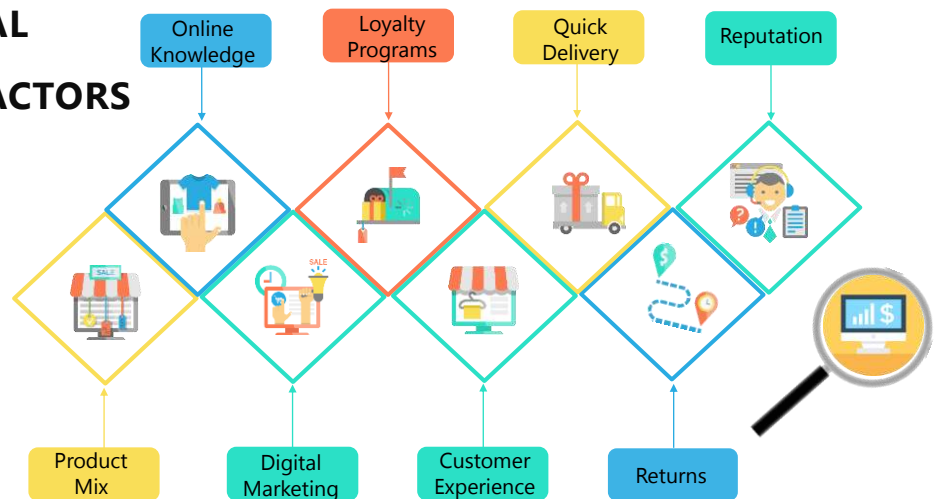 AL
ACTORS
Online
Knowledge
Loyalty
Programs
Quick
Delivery
Reputation
SALE
SALE
$
?
!
$
Product
Mix
Digital
Marketing
Customer
Experience
Returns